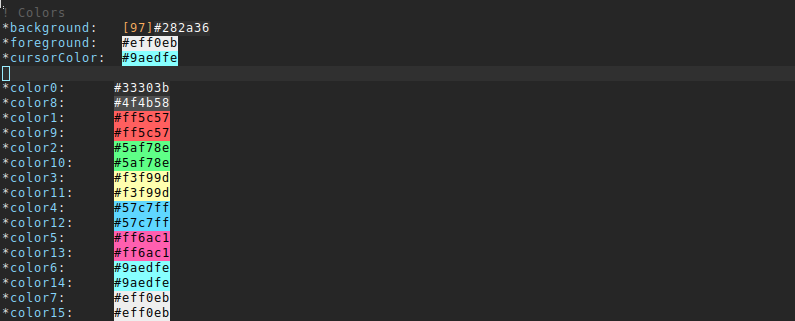 ! Colors
*background:   [97]#282a36
*foreground:   #eff0eb
*cursorColor:  #9aedfe
*color0:      #33303b
*color8:      #4f4b58
*color1:      #ff5c57
*color9:      #ff5c57
*color2:      #5af78e
*color10:     #5af78e
*color3:      #f3f99d
*color11:     #f3f99d
*color4:      #57c7ff
*color12:     #57c7ff
*color5:      #ff6ac1
*color13:     #ff6ac1
*color6:      #9aedfe
*color14:     #9aedfe
*color7:      #eff0eb
*color15:     #eff0eb